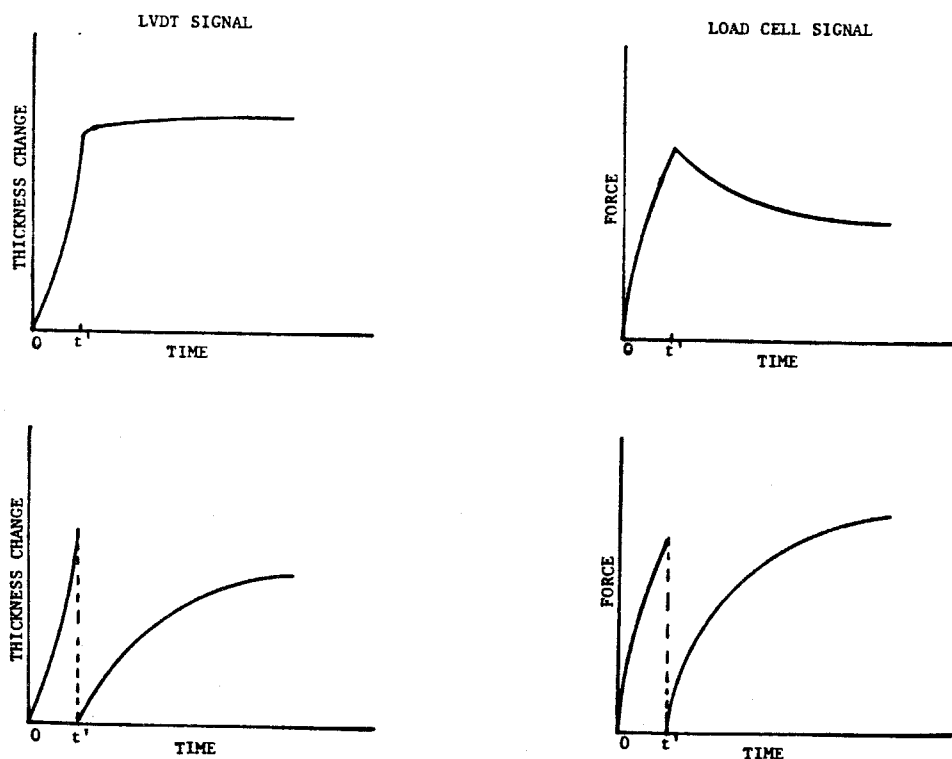 LVDT SIGNAL
THICKNESS CHANGE
0 t'
TIME
LOAD CELL SIGNAL
FORCE
0 t'
TIME
THICKNESS CHANGE
0 t'
TIME
FORCE
0 t'
TIME